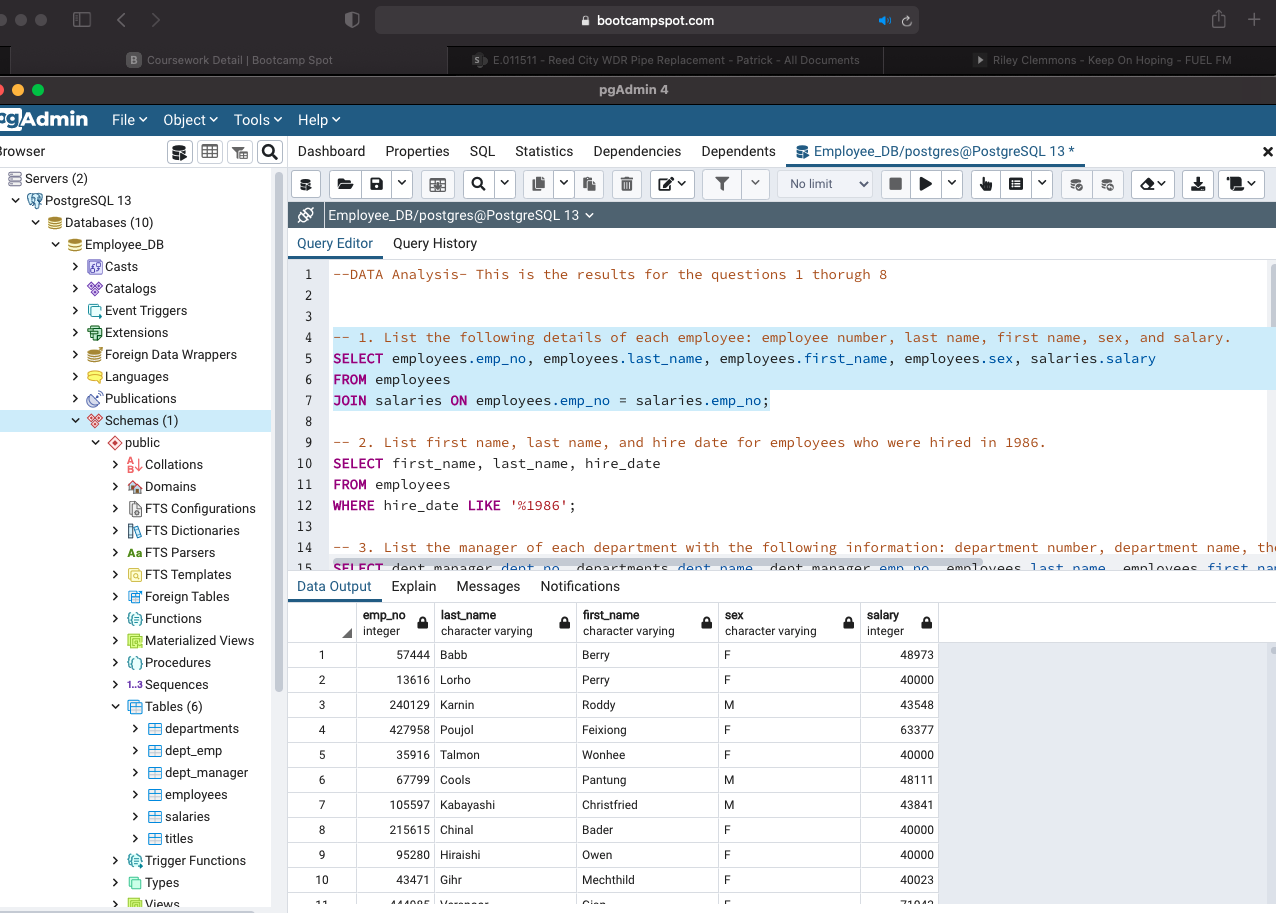 bootcampspot.com
B Coursework Detail | Bootcamp Spot
S E.011511 - Reed City WDR Pipe Replacement - Patrick - All Documents
Riley Clemmons - Keep On Hoping - FUEL FM
pgAdmin 4
pgAdmin File Object Tools Help
Browser
Dashboard Properties SQL Statistics Dependencies Dependents Employee_DB/postgres@PostgreSQL 13 *
No limit
Employee_DB/postgres@PostgreSQL 13
Query Editor Query History
Servers (2)
PostgreSQL 13
Databases (10)
Employee_DB
Casts
Catalogs
Event Triggers
Extensions
Foreign Data Wrappers
Languages
Publications
Schemas (1)
public
Collations
Domains
FTS Configurations
FTS Dictionaries
Aa FTS Parsers
FTS Templates
Foreign Tables
Functions
Materialized Views
Procedures
1..3 Sequences
Tables (6)
departments
dept_emp
dept_manager
employees
salaries
titles
Trigger Functions
Types
Views
1 --DATA Analysis- This is the results for the questions 1 thorugh 8
2
3
4 -- 1. List the following details of each employee: employee number, last name, first name, sex, and salary.
5 SELECT employees.emp_no, employees.last_name, employees.first_name, employees.sex, salaries.salary
6 FROM employees
7 JOIN salaries ON employees.emp_no = salaries.emp_no;
8
9 -- 2. List first name, last name, and hire date for employees who were hired in 1986.
10 SELECT first_name, last_name, hire_date
11 FROM employees
12 WHERE hire_date LIKE '%1986';
13
14 -- 3. List the manager of each department with the following information: department number, department name, the
15 SELECT dept_manager.dept_no, departments.dept_name, dept_manager.emp_no, employees.last_name, employees.first_nam
Data Output Explain Messages Notifications
emp_no last_name first_name sex salary
integer character varying character varying character varying integer
1 57444 Babb Berry F 48973
2 13616 Lorho Perry F 40000
3 240129 Karnin Roddy M 43548
4 427958 Poujol Feixiong F 63377
5 35916 Talmon Wonhee F 40000
6 67799 Cools Pantung M 48111
7 105597 Kabayashi Christfried M 43841
8 215615 Chinal Bader F 40000
9 95280 Hiraishi Owen F 40000
10 43471 Gihr Mechthild F 40023
11